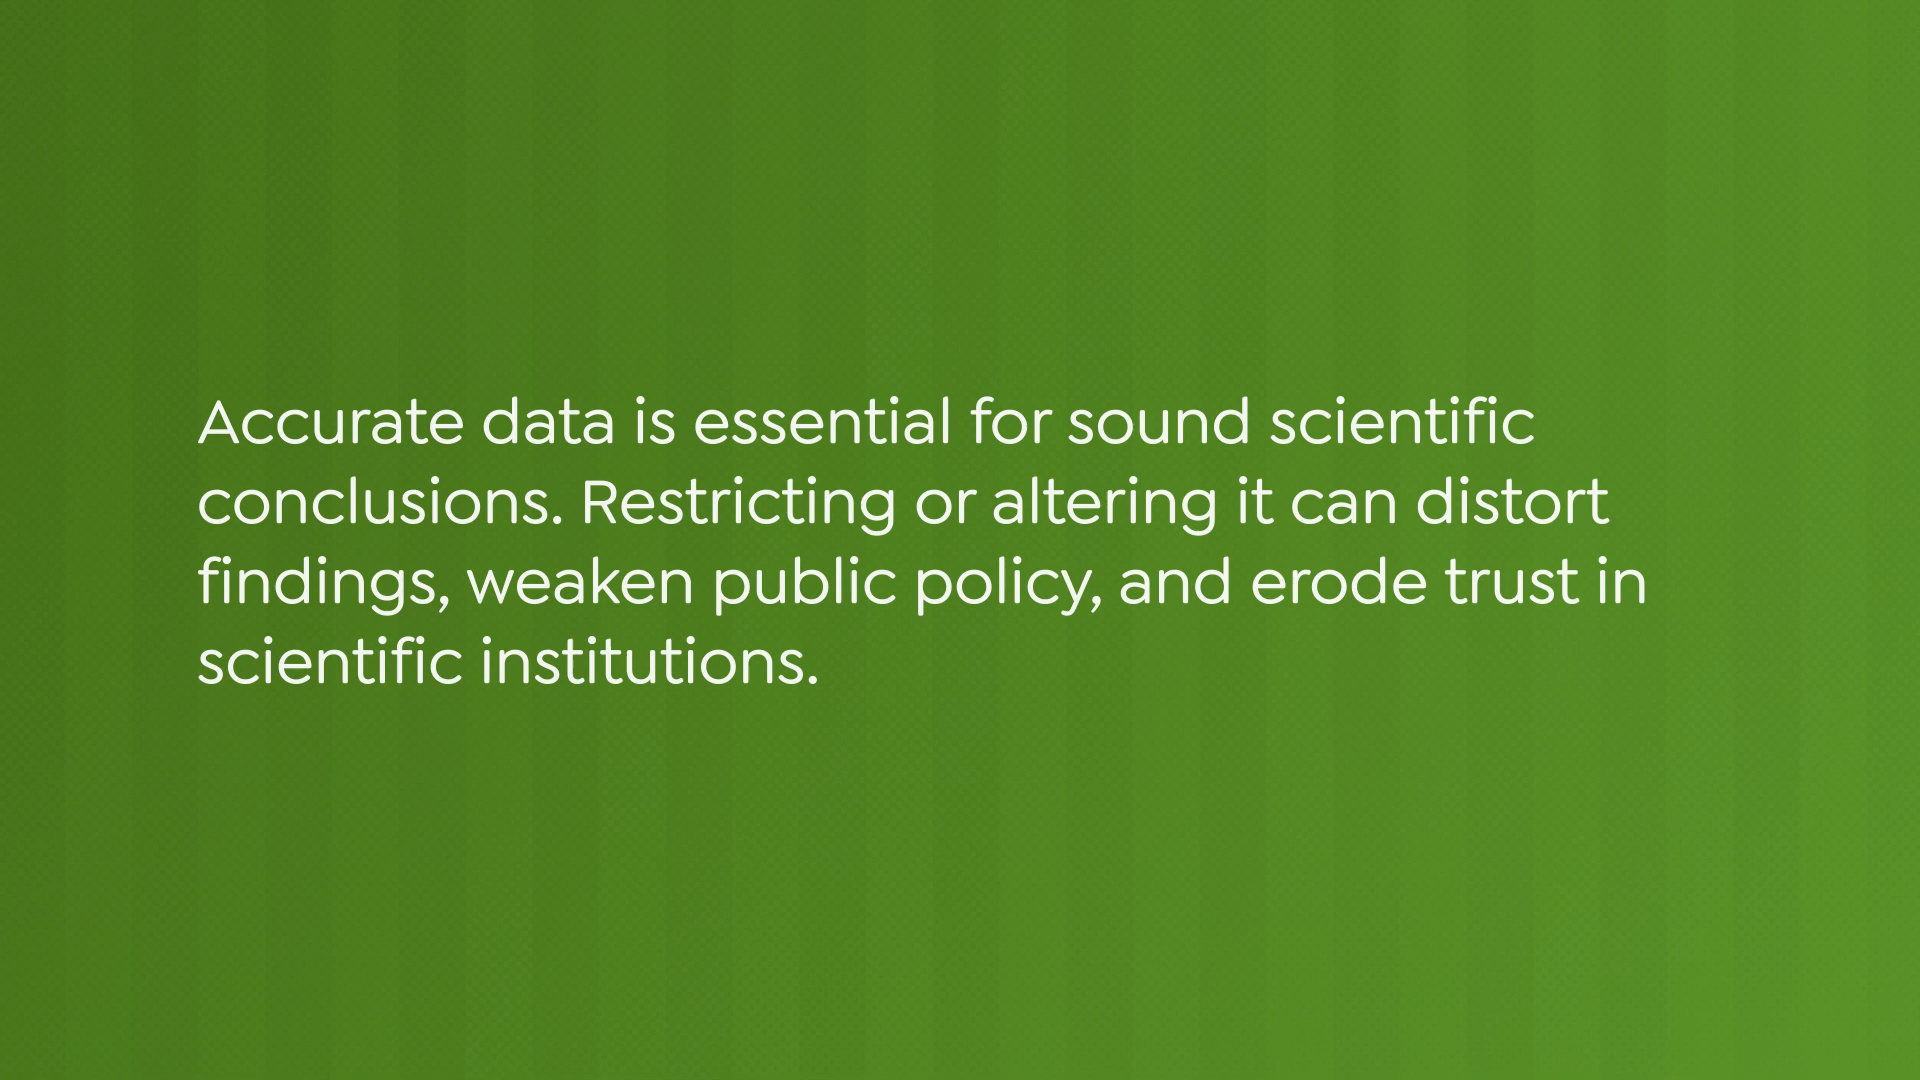 Accurate data is essential for sound scientific
conclusions. Restricting or altering it can distort
findings, weaken public policy, and erode trust in
scientific institutions.